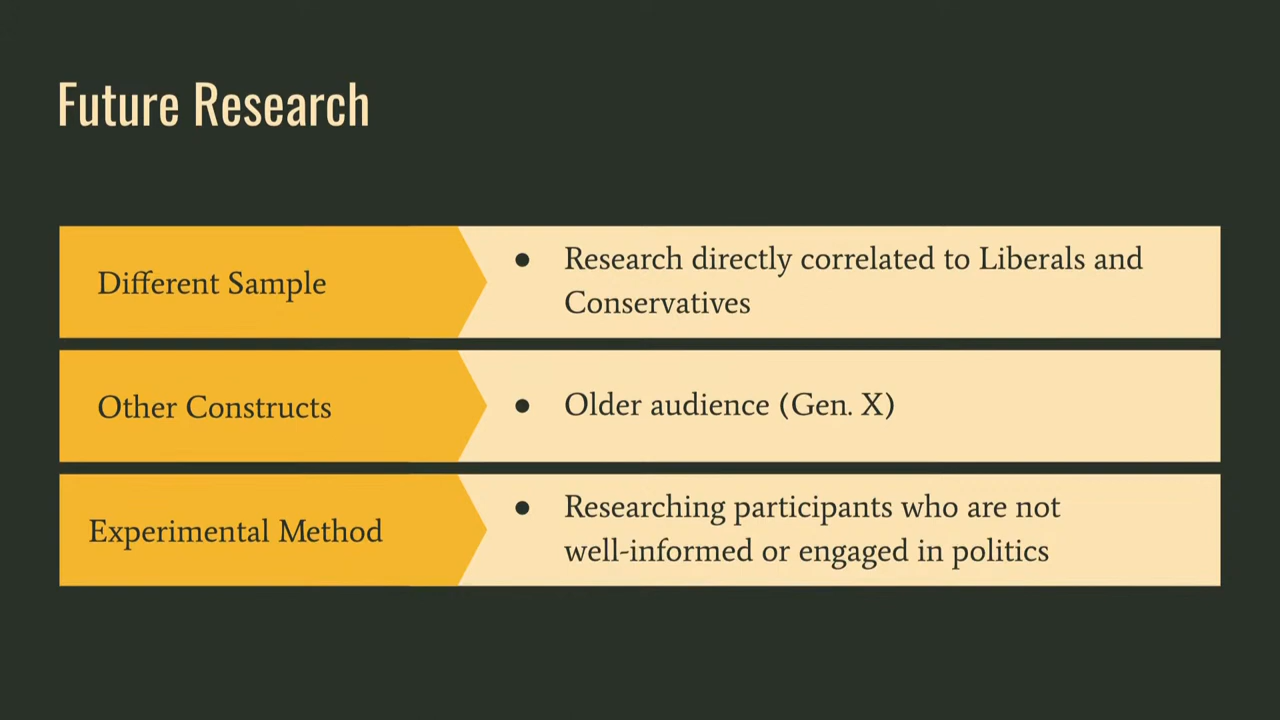 Future Research
Different Sample
● Research directly correlated to Liberals and
Conservatives
Other Constructs
● Older audience (Gen. X)
Experimental Method
● Researching participants who are not
well-informed or engaged in politics